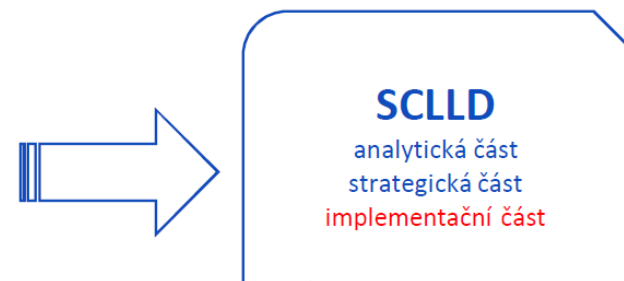 SCLLD
analytická část
strategická část
implementační část